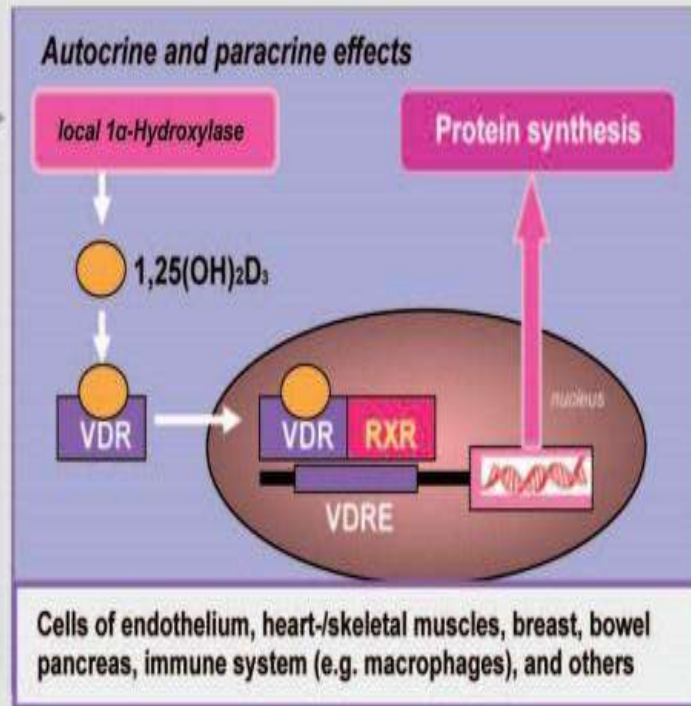 Autocrine and paracrine effects
local 1α-Hydroxylase
Protein synthesis
1,25(OH)₂D₃
VDR
VDR
RXR
nucleus
VDRE
Cells of endothelium, heart-/skeletal muscles, breast, bowel
pancreas, immune system (e.g. macrophages), and others